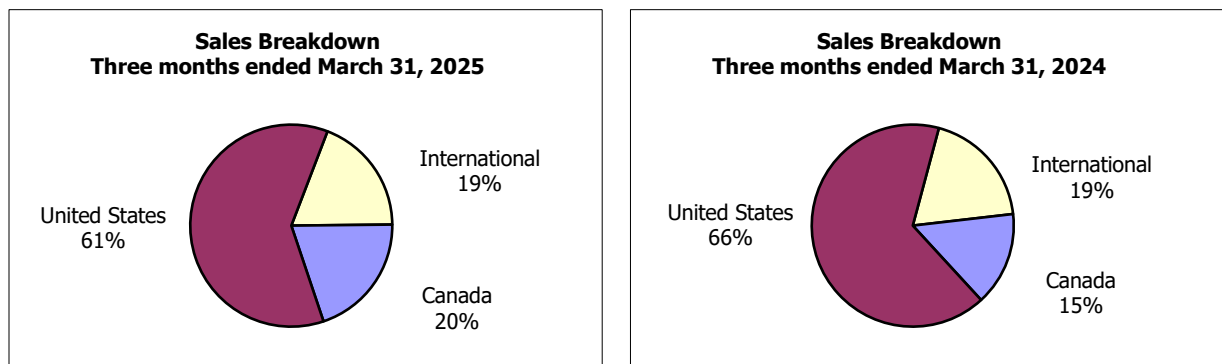 Sales Breakdown
Three months ended March 31, 2025
International
19%
United States
61%
Canada
20%
Sales Breakdown
Three months ended March 31, 2024
International
19%
United States
66%
Canada
15%